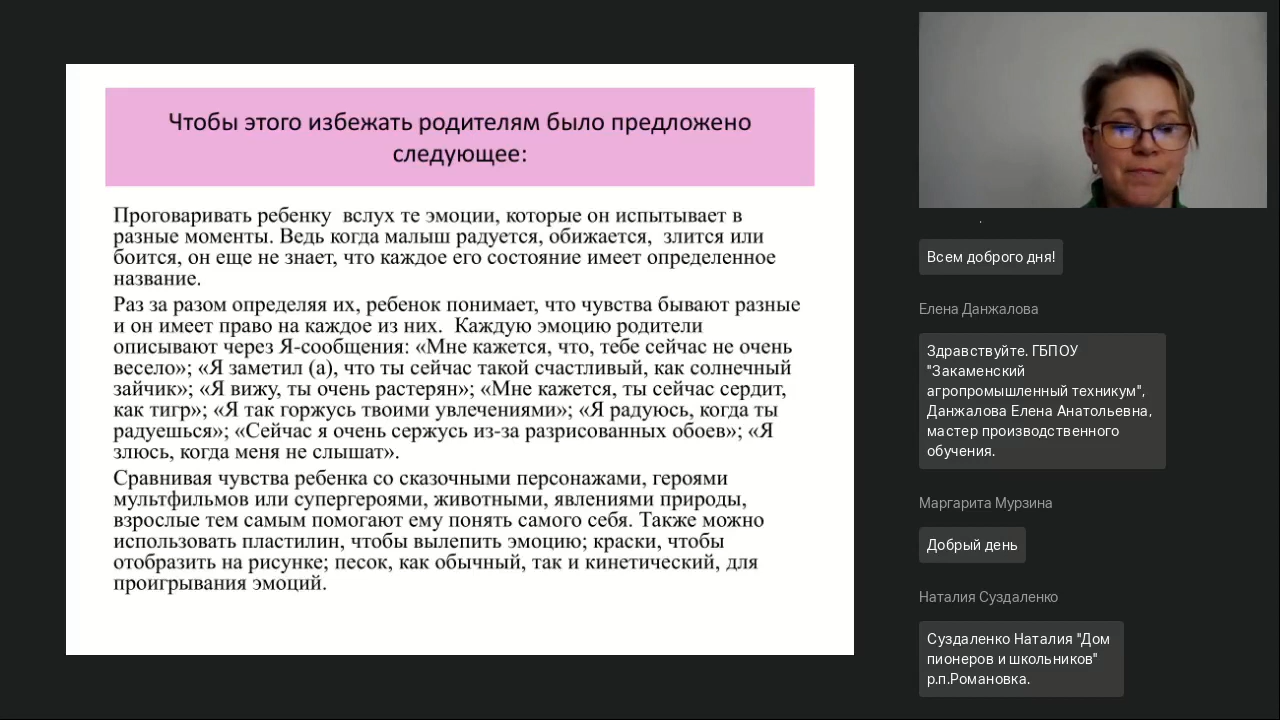 Чтобы этого избежать родителям было предложено
следующее:
Проговаривать ребенку вслух те эмоции, которые он испытывает в
разные моменты. Ведь когда малыш радуется, обижается, злится или
боится, он еще не знает, что каждое его состояние имеет определенное
название.
Раз за разом определяя их, ребенок понимает, что чувства бывают разные
и он имеет право на каждое из них. Каждую эмоцию родители
описывают через Я-сообщения: «Мне кажется, что, тебе сейчас не очень
весело»; «Я заметил (а), что ты сейчас такой счастливый, как солнечный
зайчик»; «Я вижу, ты очень растерян»; «Мне кажется, ты сейчас сердит,
как тигр»; «Я так горжусь твоими увлечениями»; «Я радуюсь, когда ты
радуешься»; «Сейчас я очень сержусь из-за разрисованных обоев»; «Я
злюсь, когда меня не слышат».
Сравнивая чувства ребенка со сказочными персонажами, героями
мультфильмов или супергероями, животными, явлениями природы,
взрослые тем самым помогают ему понять самого себя. Также можно
использовать пластилин, чтобы вылепить эмоцию; краски, чтобы
отобразить на рисунке; песок, как обычный, так и кинетический, для
проигрывания эмоций.
Всем доброго дня!
Елена Данжалова
Здравствуйте. ГБПОУ
"Закаменский
агропромышленный техникум",
Данжалова Елена Анатольевна,
мастер производственного
обучения.
Маргарита Мурзина
Добрый день
Наталия Суздаленко
Суздаленко Наталия "Дом
пионеров и школьников"
р.п.Романовка.